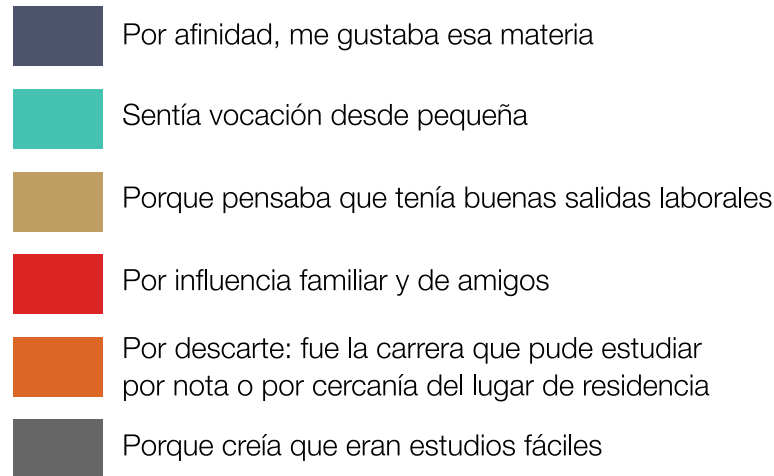 Por afinidad, me gustaba esa materia
Sentía vocación desde pequeña
Porque pensaba que tenía buenas salidas laborales
Por influencia familiar y de amigos
Por descarte: fue la carrera que pude estudiar
por nota o por cercanía del lugar de residencia
Porque creía que eran estudios fáciles